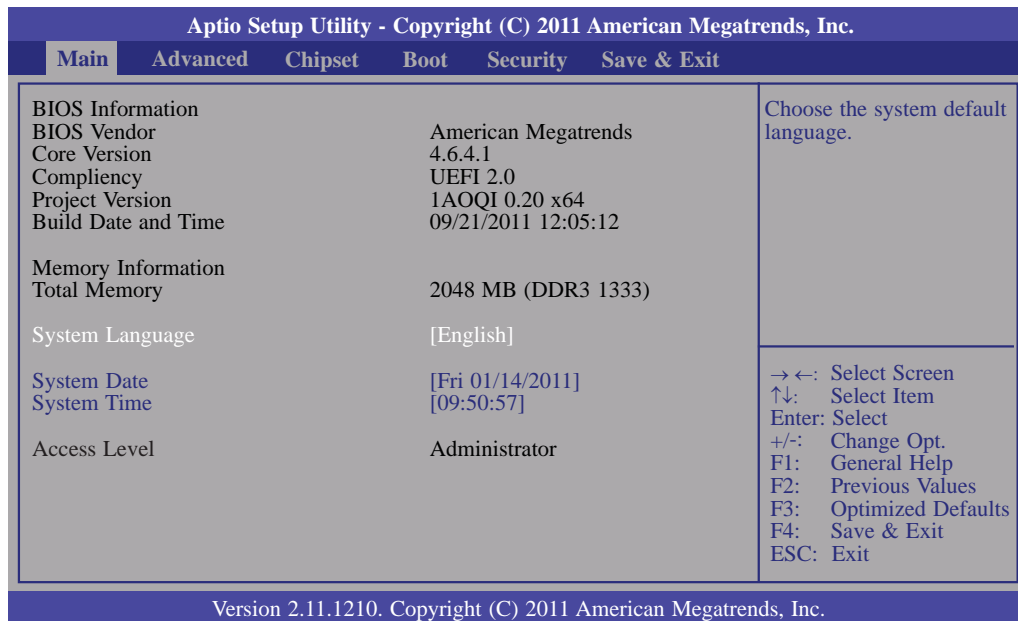 Aptio Setup Utility - Copyright (C) 2011 American Megatrends, Inc.
Main Advanced Chipset Boot Security Save & Exit
BIOS Information
BIOS Vendor American Megatrends
Core Version 4.6.4.1
Compliency UEFI 2.0
Project Version 1AOQI 0.20 x64
Build Date and Time 09/21/2011 12:05:12
Memory Information
Total Memory 2048 MB (DDR3 1333)
System Language [English]
System Date [Fri 01/14/2011]
System Time [09:50:57]
Access Level Administrator
Choose the system default
language.
→ ←: Select Screen
↑↓: Select Item
Enter: Select
+/-: Change Opt.
F1: General Help
F2: Previous Values
F3: Optimized Defaults
F4: Save & Exit
ESC: Exit
Version 2.11.1210. Copyright (C) 2011 American Megatrends, Inc.